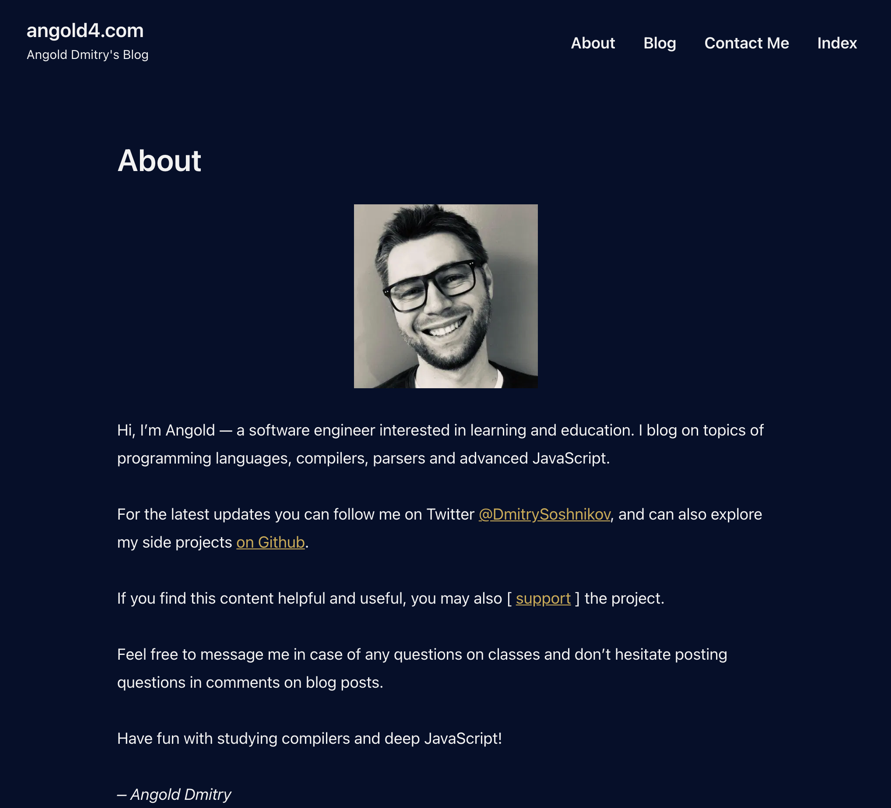 angold4.com
Angold Dmitry's Blog
About Blog Contact Me Index
About
Hi, I’m Angold — a software engineer interested in learning and education. I blog on topics of
programming languages, compilers, parsers and advanced JavaScript.
For the latest updates you can follow me on Twitter @DmitrySoshnikov, and can also explore
my side projects on Github.
If you find this content helpful and useful, you may also [ support ] the project.
Feel free to message me in case of any questions on classes and don’t hesitate posting
questions in comments on blog posts.
Have fun with studying compilers and deep JavaScript!
– Angold Dmitry